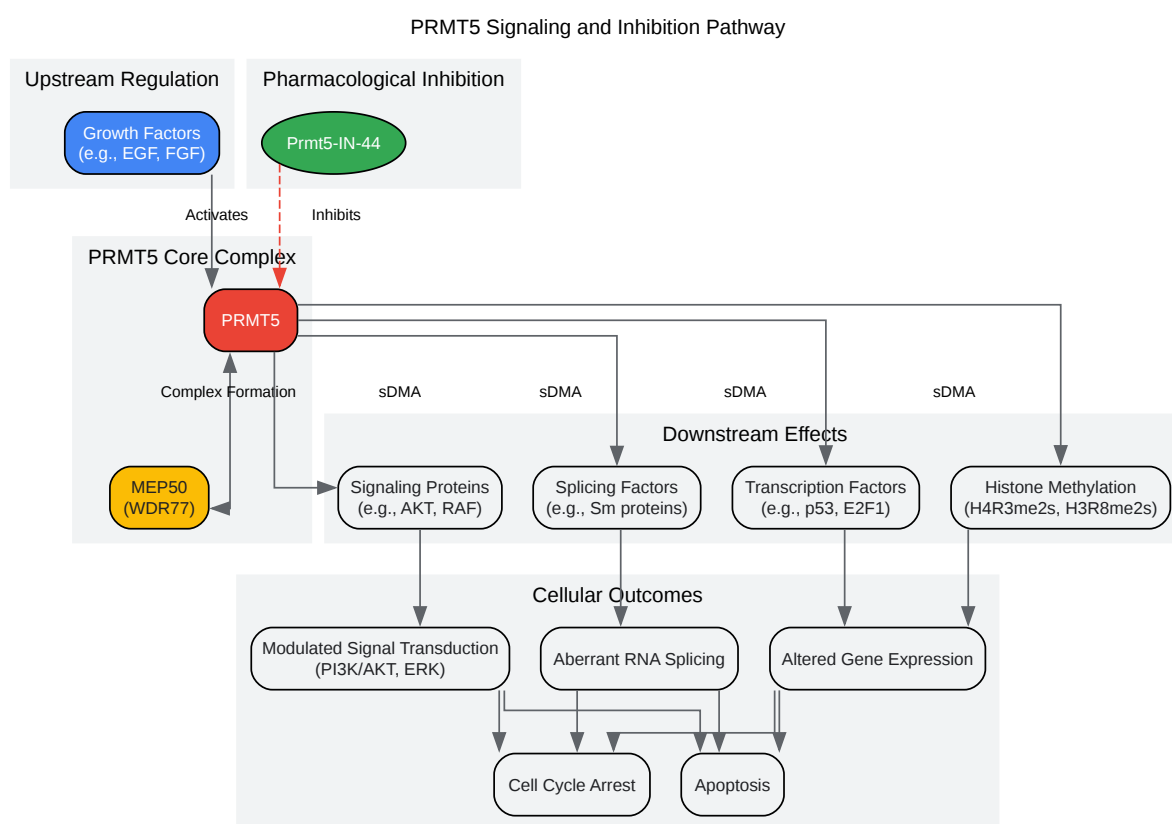 PRMT5 Signaling and Inhibition Pathway
Upstream Regulation
Pharmacological Inhibition
Growth Factors
(e.g., EGF, FGF)
Prmt5-IN-44
Activates
Inhibits
PRMT5 Core Complex
PRMT5
Complex Formation
sDMA
sDMA
sDMA
sDMA
Downstream Effects
MEP50
(WDR77)
Signaling Proteins
(e.g., AKT, RAF)
Splicing Factors
(e.g., Sm proteins)
Transcription Factors
(e.g., p53, E2F1)
Histone Methylation
(H4R3me2s, H3R8me2s)
Cellular Outcomes
Modulated Signal Transduction
(PI3K/AKT, ERK)
Aberrant RNA Splicing
Altered Gene Expression
Cell Cycle Arrest
Apoptosis